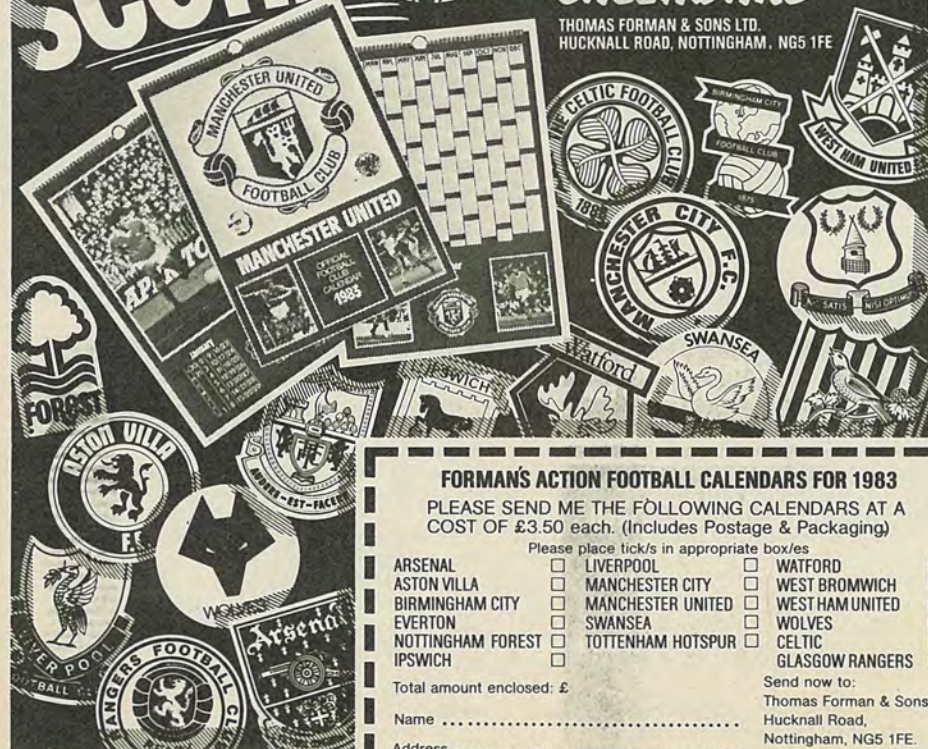 THOMAS FORMAN & SONS LTD.
HUCKNALL ROAD, NOTTINGHAM, NG5 1FE
MANCHESTER UNITED
FOOTBALL CLUB
MANCHESTER UNITED
OFFICIAL
FOOTBALL
CLUB
CALENDAR
1983
JANUARY
THE CELTIC FOOTBALL CLUB
BIRMINGHAM CITY
FOOTBALL CLUB
1875
WEST HAM UNITED
MANCHESTER CITY F.C.
SATIS NISI OPTIMUM
FOREST
IPSWICH
Watford
SWANSEA
ASTON VILLA
F.C.
AUDERE-EST-FACERE
WOLVES
Arsenal
RANGERS FOOTBALL
FORMAN'S ACTION FOOTBALL CALENDARS FOR 1983
PLEASE SEND ME THE FOLLOWING CALENDARS AT A
COST OF £3.50 each. (Includes Postage & Packaging)
Please place tick/s in appropriate box/es
ARSENAL □ LIVERPOOL □ WATFORD
ASTON VILLA □ MANCHESTER CITY □ WEST BROMWICH
BIRMINGHAM CITY □ MANCHESTER UNITED □ WEST HAM UNITED
EVERTON □ SWANSEA □ WOLVES
NOTTINGHAM FOREST □ TOTTENHAM HOTSPUR □ CELTIC
IPSWICH □ GLASGOW RANGERS
Total amount enclosed: £
Name
Address
Send now to:
Thomas Forman & Sons
Hucknall Road,
Nottingham, NG5 1FE.